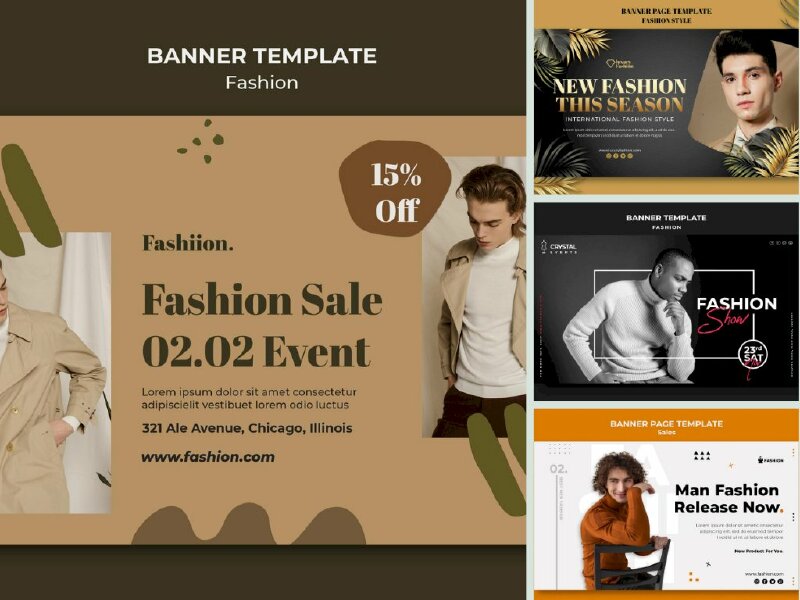 BANNER TEMPLATE
Fashion
15%
Off
Fashiion.
Fashion Sale
02.02 Event
Lorem ipsum dolor sit amet consectetur
adipiscielit vestibuet lorem odio luctus
321 Ale Avenue, Chicago, Illinois
www.fashion.com
BANNER PAGE TEMPLATE
FASHION STYLE
NEW FASHION
THIS SEASON
INTERNATIONAL FASHION STYLE
BANNER TEMPLATE
FASHION
CRYSTAL
EVENTS
FASHION
Show
23rd
SAT
BANNER PAGE TEMPLATE
Sales
02.
FASHION
Man Fashion
Release Now.
New Product For You.
www.fashion.com